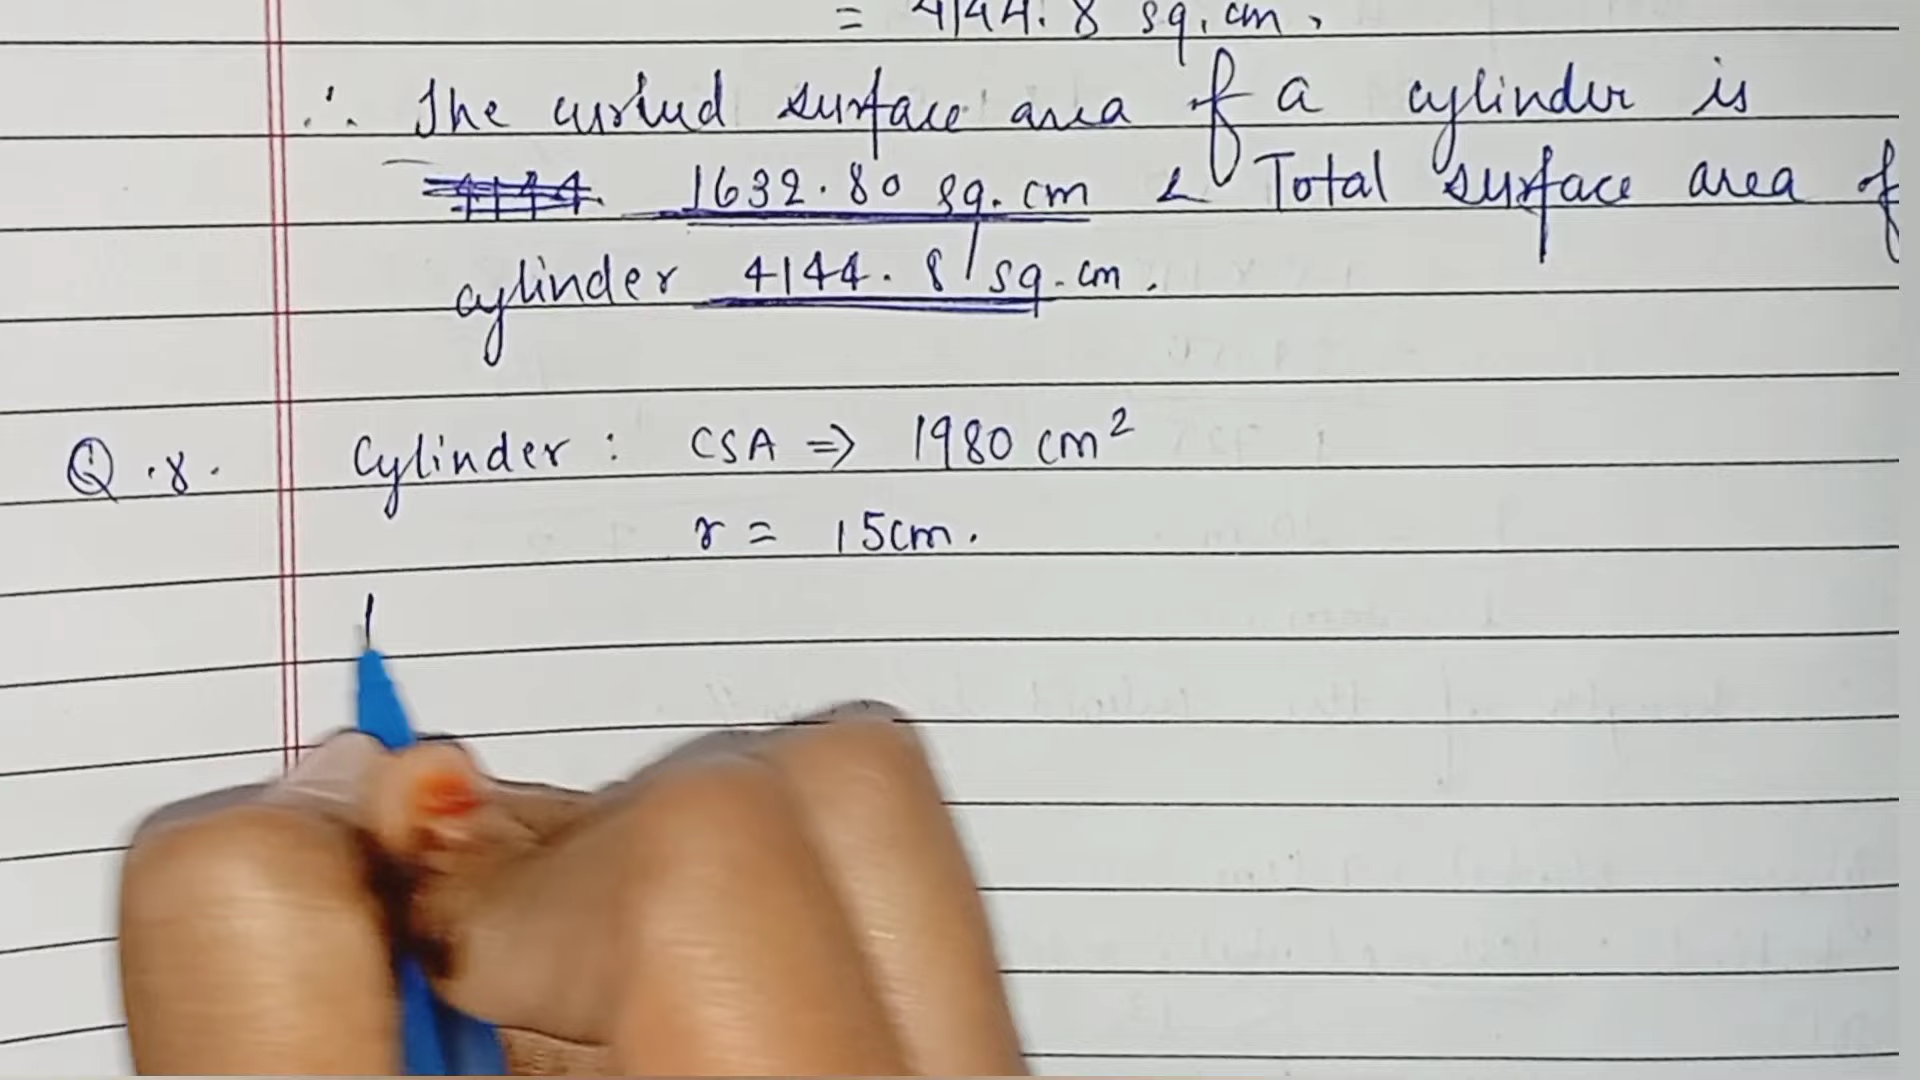 = 4144.8 sq.cm.
∴ The curved surface area of a cylinder is
4144. 1632.80 sq.cm & Total surface area of
cylinder 4144.8 sq.cm.
Q.8. Cylinder : CSA ⇒ 1980 cm²
r = 15cm.